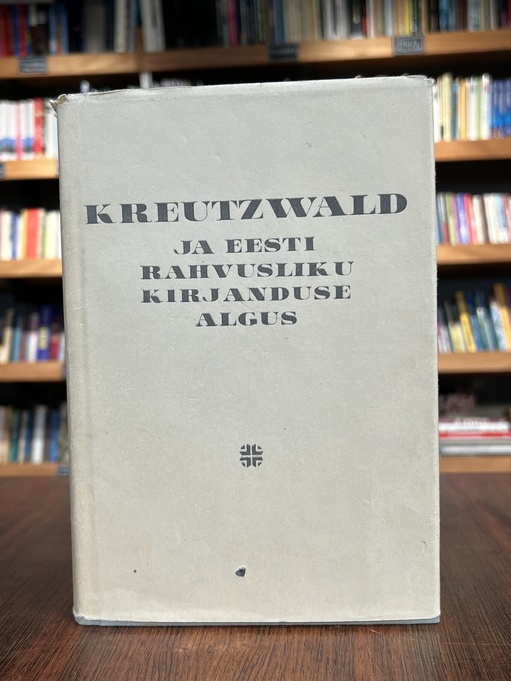 KREUTZWALD
JA EESTI
RAHVUSLIKU
KIRJANDUSE
ALGUS